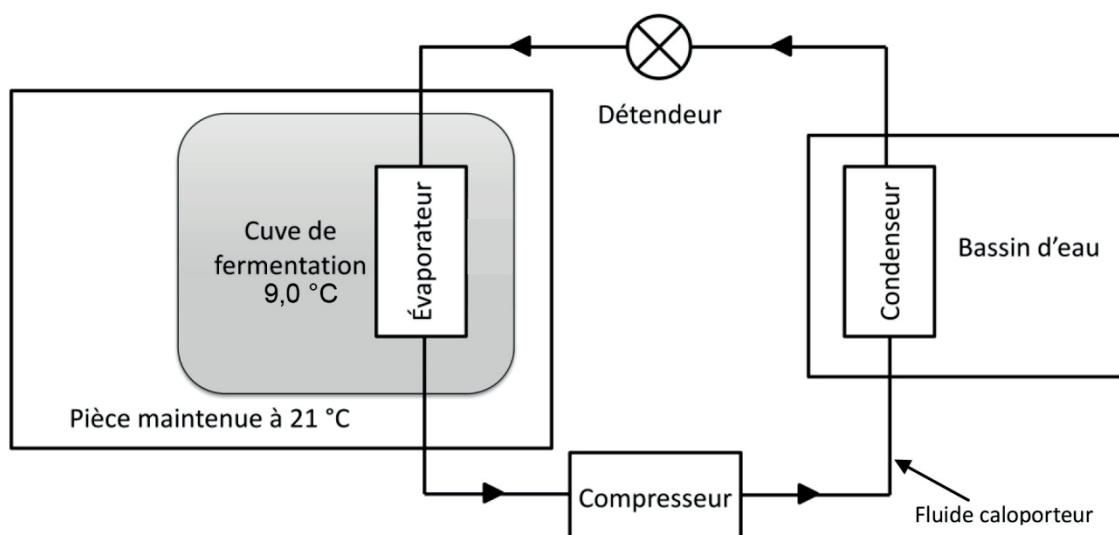 Détendeur
Cuve de
fermentation
9,0 °C
Évaporateur
Condenseur
Bassin d'eau
Pièce maintenue à 21 °C
Compresseur
Fluide caloporteur